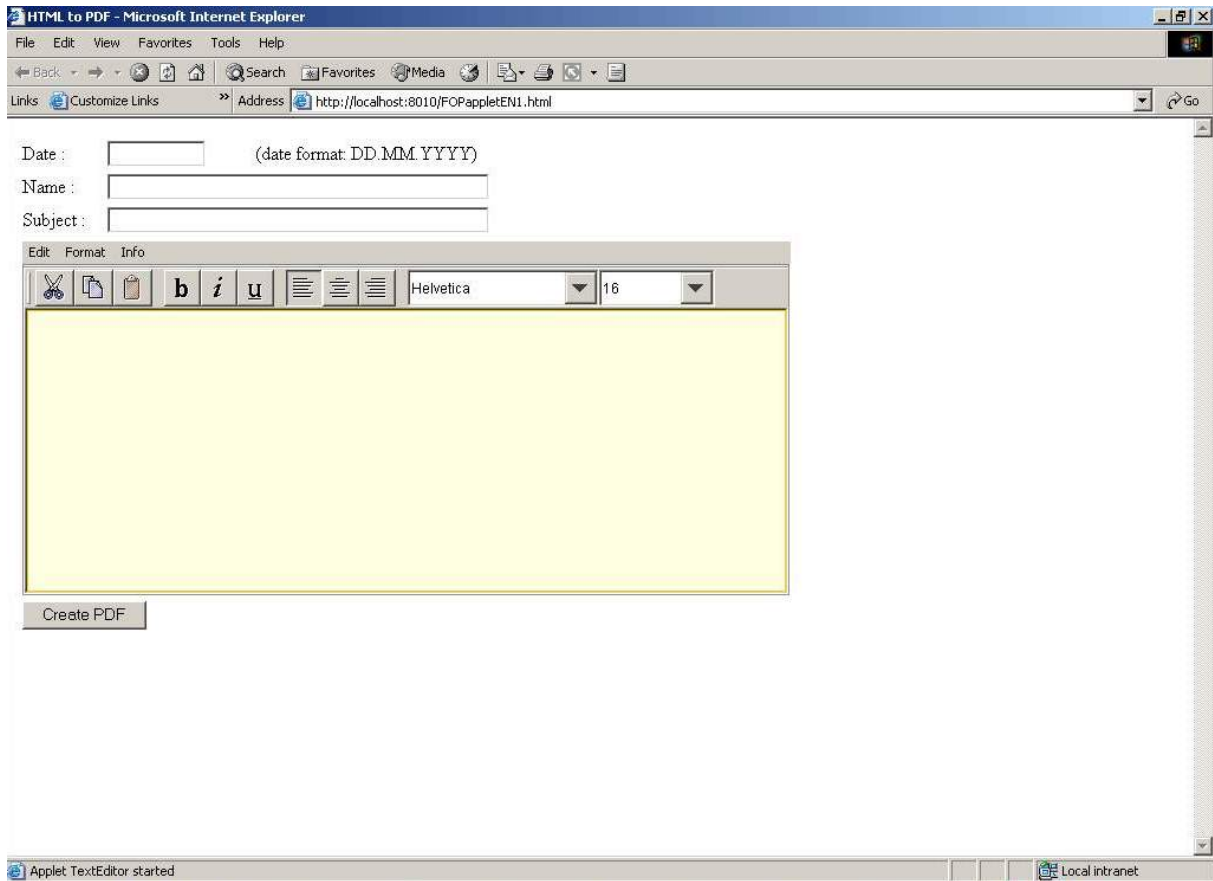 HTML to PDF - Microsoft Internet Explorer
File Edit View Favorites Tools Help
Back Search Favorites Media
Links Customize Links » Address http://localhost:8010/FOPappletEN1.html Go
Date : (date format: DD.MM.YYYY)
Name :
Subject :
Edit Format Info
b i u Helvetica 16
Create PDF
Applet TextEditor started Local intranet